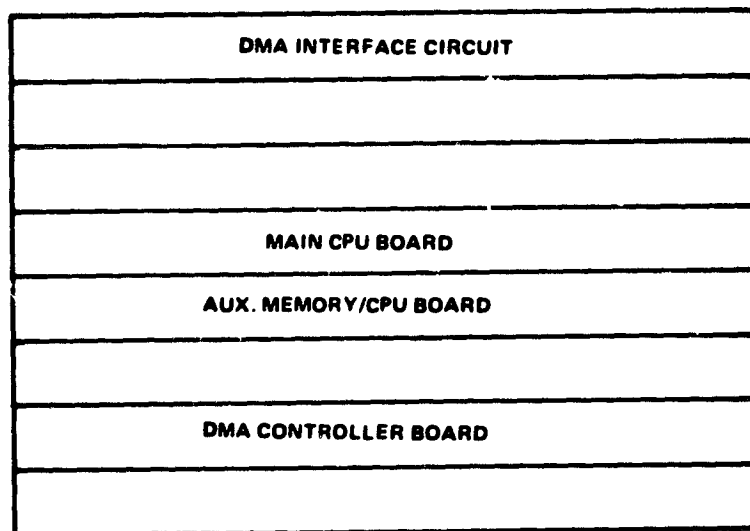 DMA INTERFACE CIRCUIT
MAIN CPU BOARD
AUX. MEMORY/CPU BOARD
DMA CONTROLLER BOARD